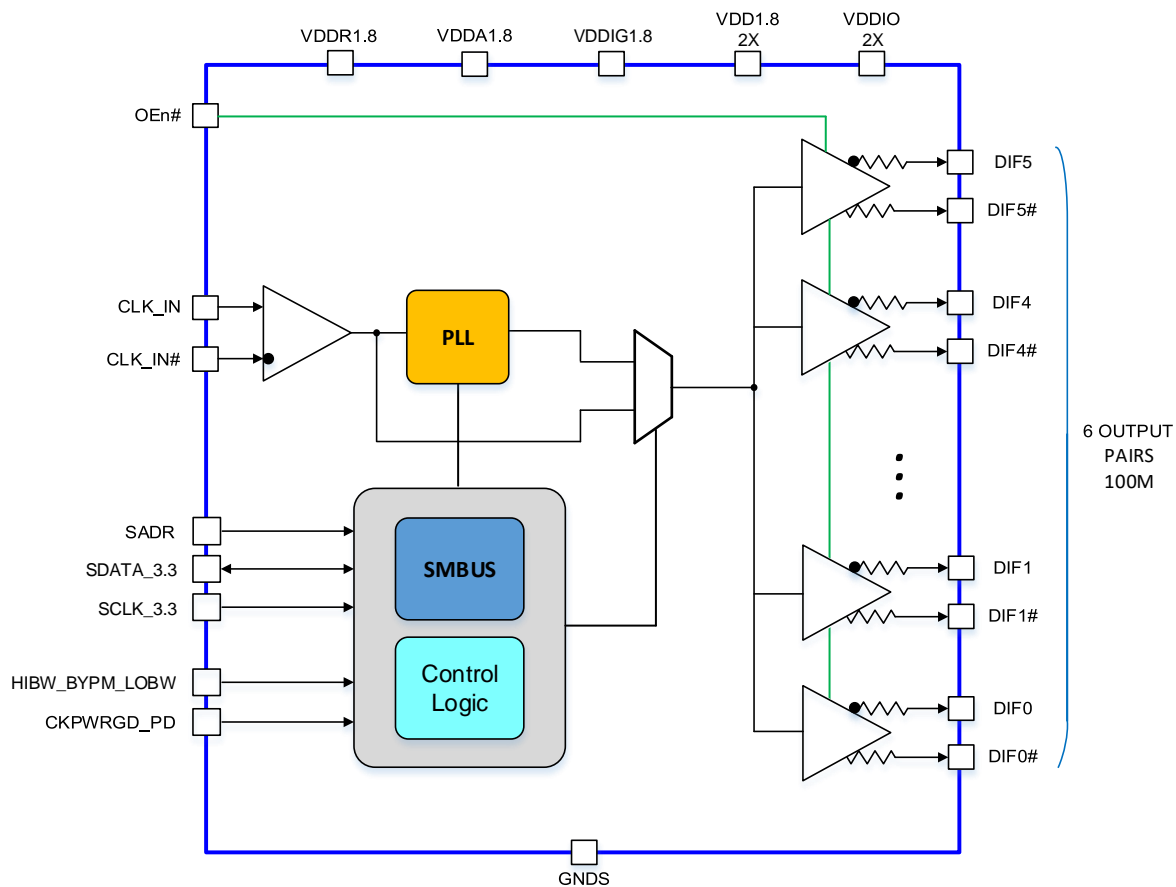 VDDR1.8
VDDA1.8
VDDIG1.8
VDD1.8
2X
VDDIO
2X
OEn#
DIF5
DIF5#
CLK_IN
CLK_IN#
PLL
DIF4
DIF4#
6 OUTPUT
PAIRS
100M
SADR
SDATA_3.3
SCLK_3.3
SMBUS
DIF1
DIF1#
HIBW_BYPM_LOBW
CKPWRGD_PD
Control
Logic
DIF0
DIF0#
GNDS